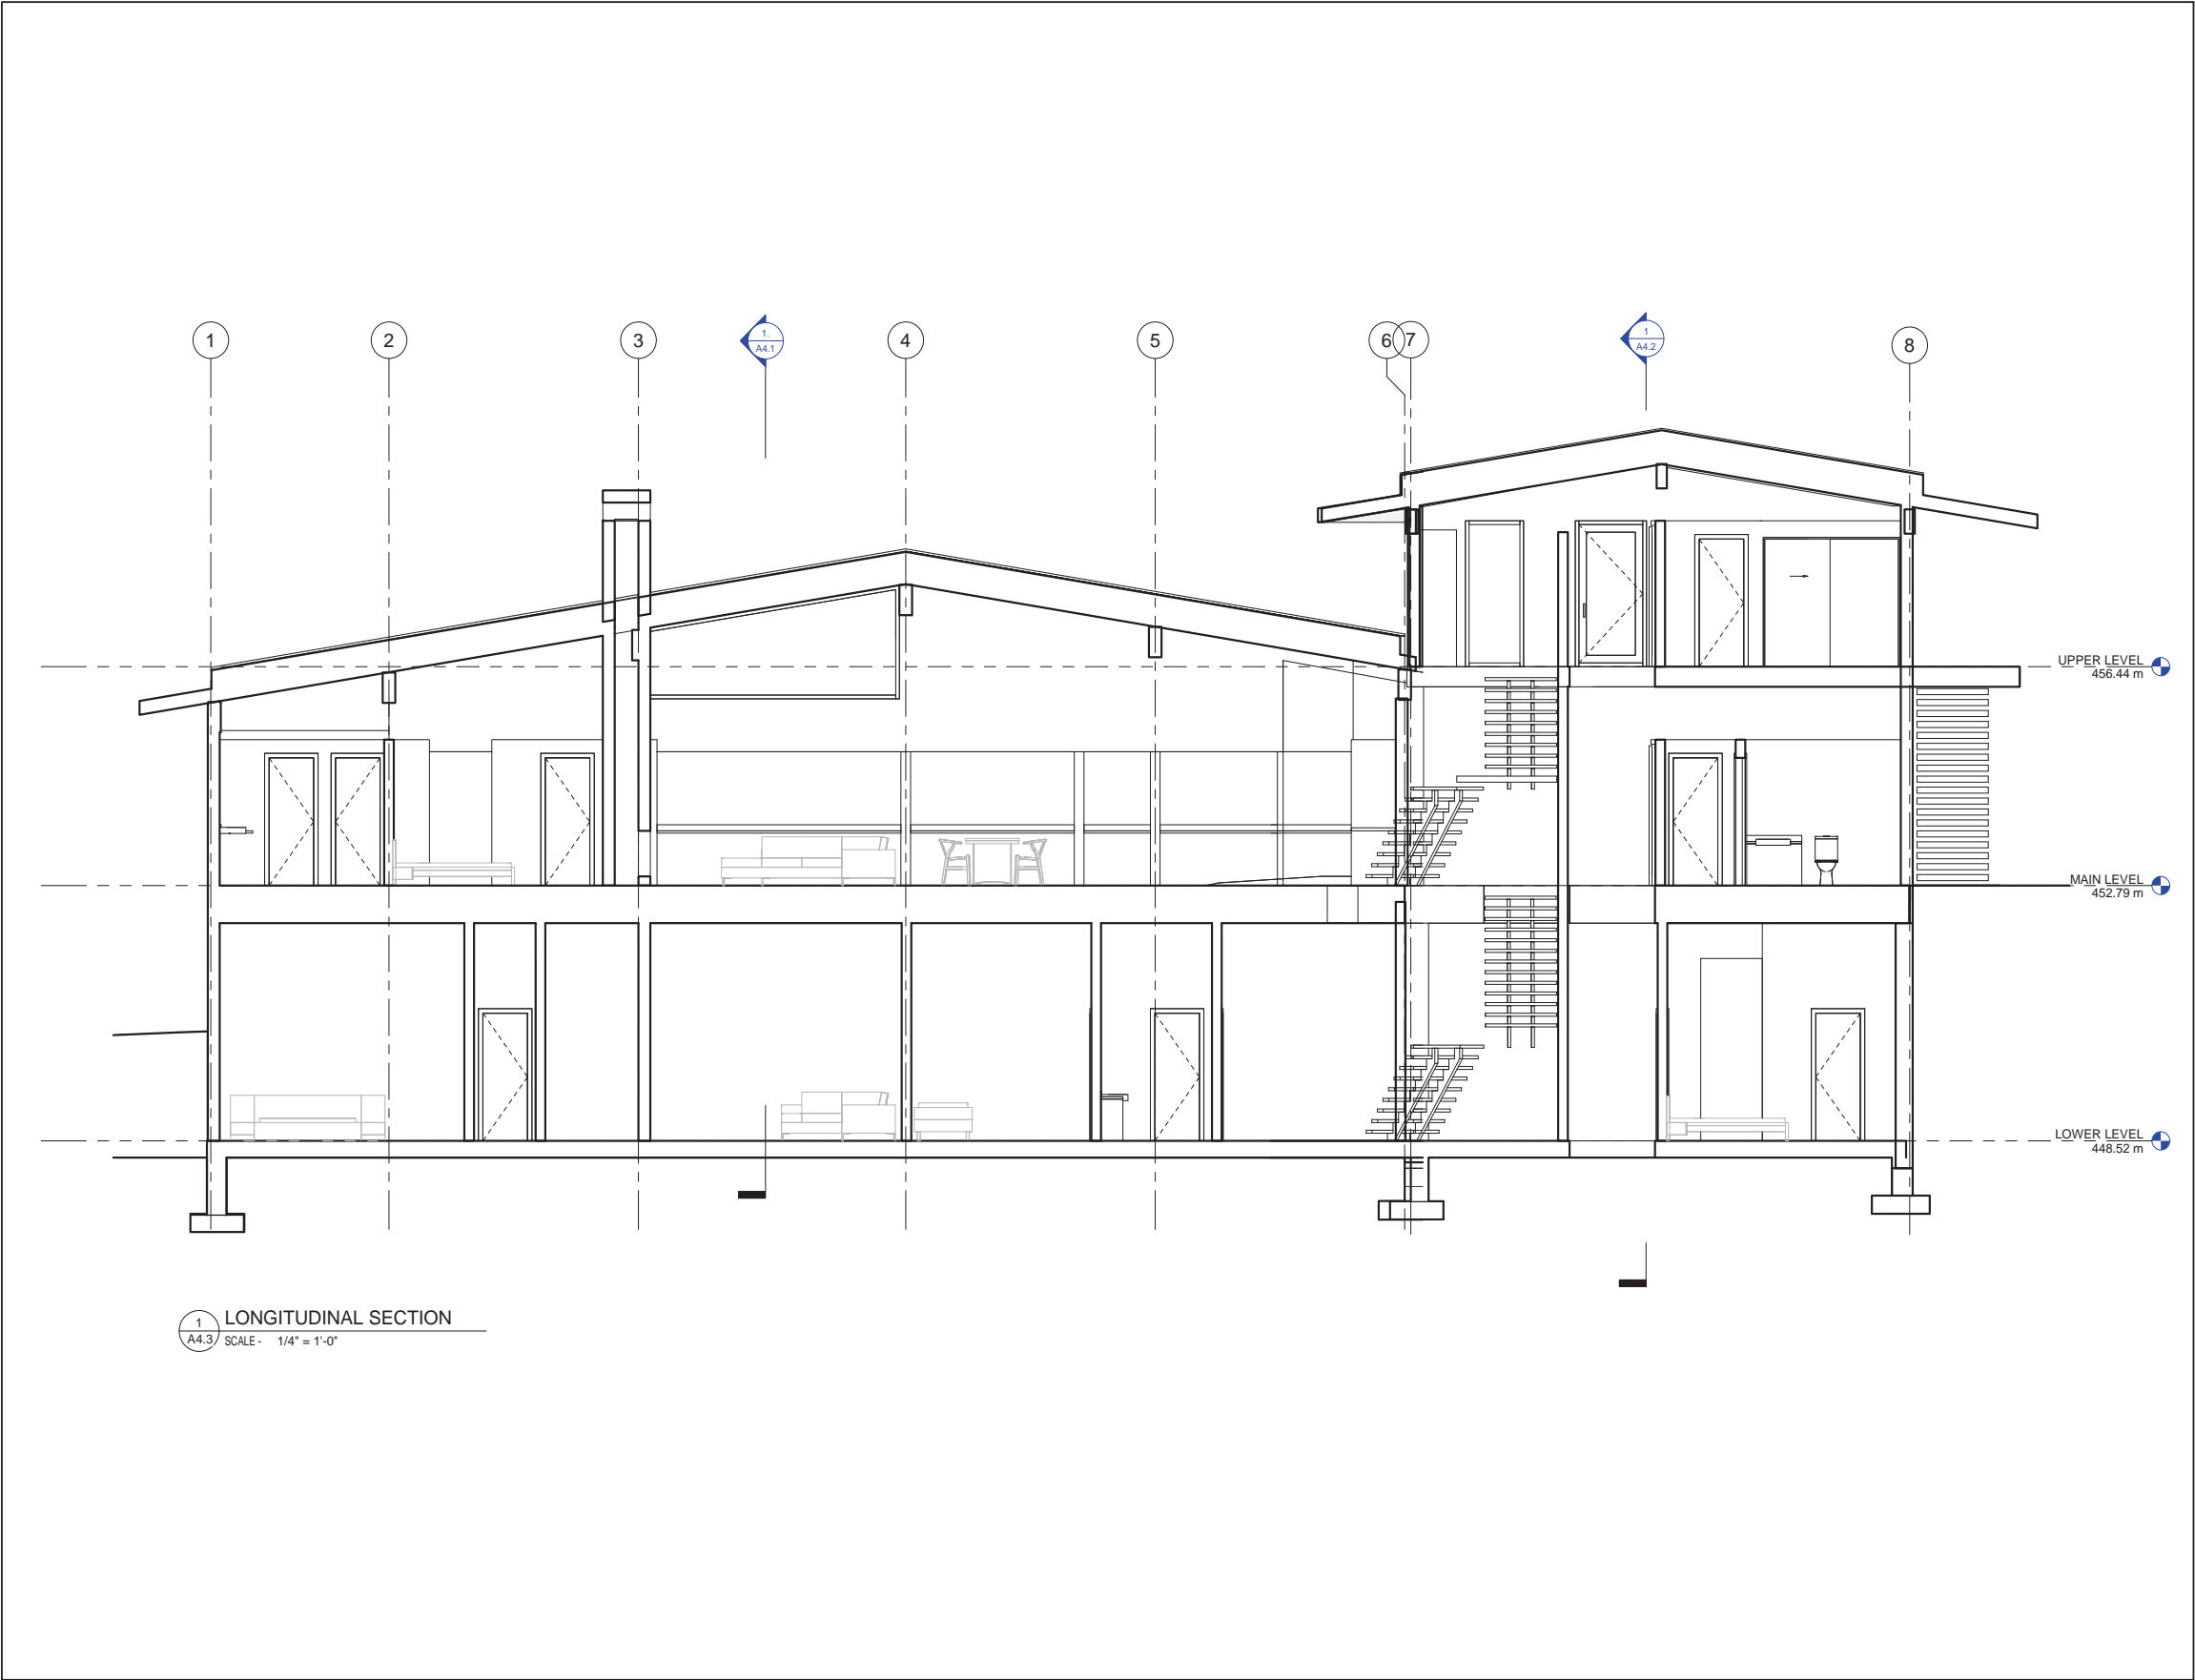 1
2
3
1.
A4.1
4
5
6
7
1
A4.2
8
UPPER LEVEL
456.44 m
MAIN LEVEL
452.79 m
LOWER LEVEL
448.52 m
1
A4.3
LONGITUDINAL SECTION
SCALE - 1/4" = 1'-0"